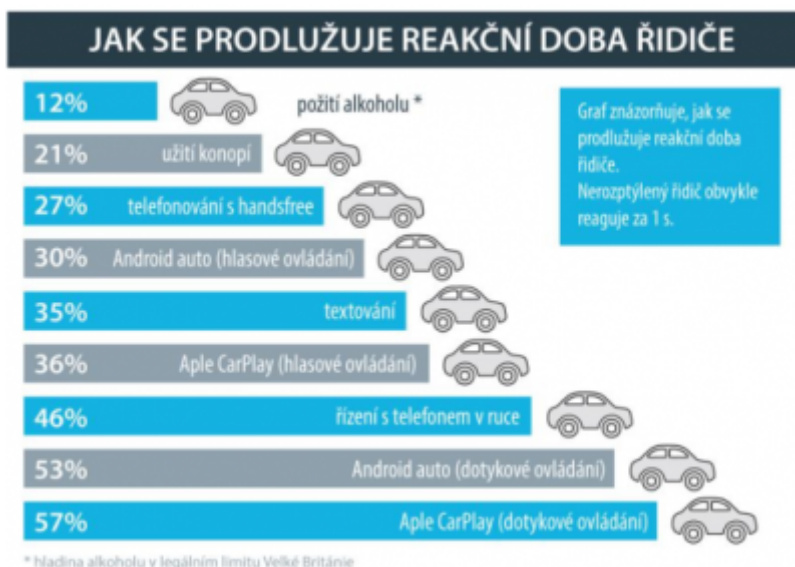 JAK SE PRODLUŽUJE REAKČNÍ DOBA ŘIDIČE
12% požití alkoholu *
21% užití konopí
27% telefonování s handsfree
30% Android auto (hlasové ovládání)
35% textování
36% Aple CarPlay (hlasové ovládání)
46% řízení s telefonem v ruce
53% Android auto (dotykové ovládání)
57% Aple CarPlay (dotykové ovládání)
Graf znázorňuje, jak se
prodlužuje reakční doba
řidiče.
Nerozptýlený řidič obvykle
reaguje za 1 s.
* hladina alkoholu v legálním limitu Velké Británie